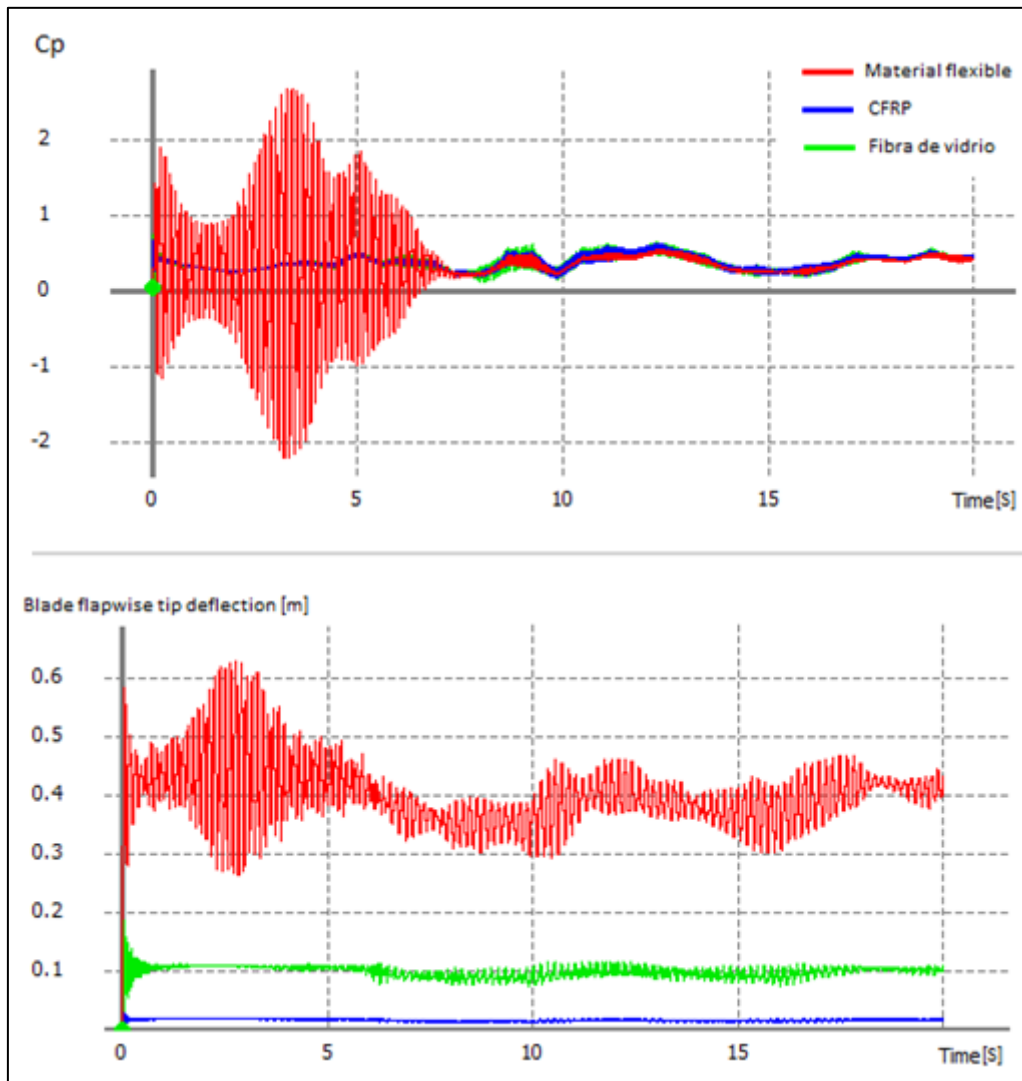 Cp
Material flexible
CFRP
Fibra de vidrio
2
1
0
-1
-2
0 5 10 15 Time[S]
Blade flapwise tip deflection [m]
0.6
0.5
0.4
0.3
0.2
0.1
0 5 10 15 Time[S]